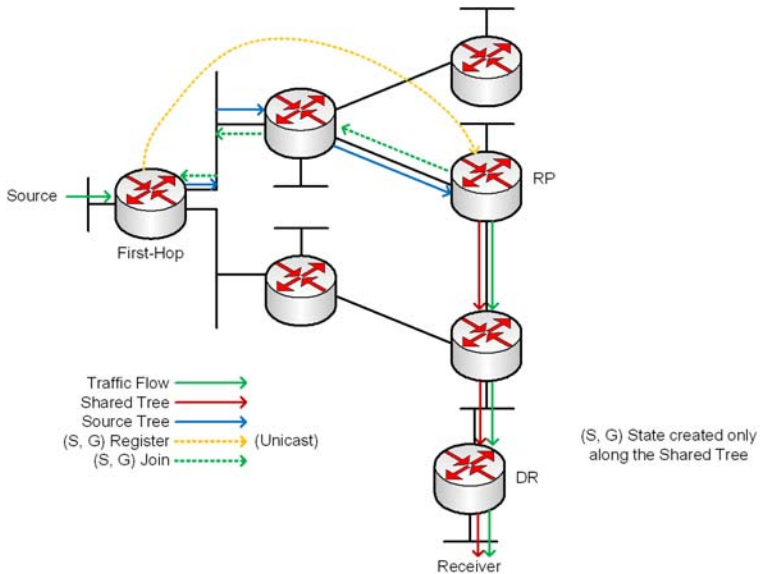 RP
Source
First-Hop
Traffic Flow
Shared Tree
Source Tree
(S, G) Register (Unicast)
(S, G) Join
(S, G) State created only
along the Shared Tree
DR
Receiver